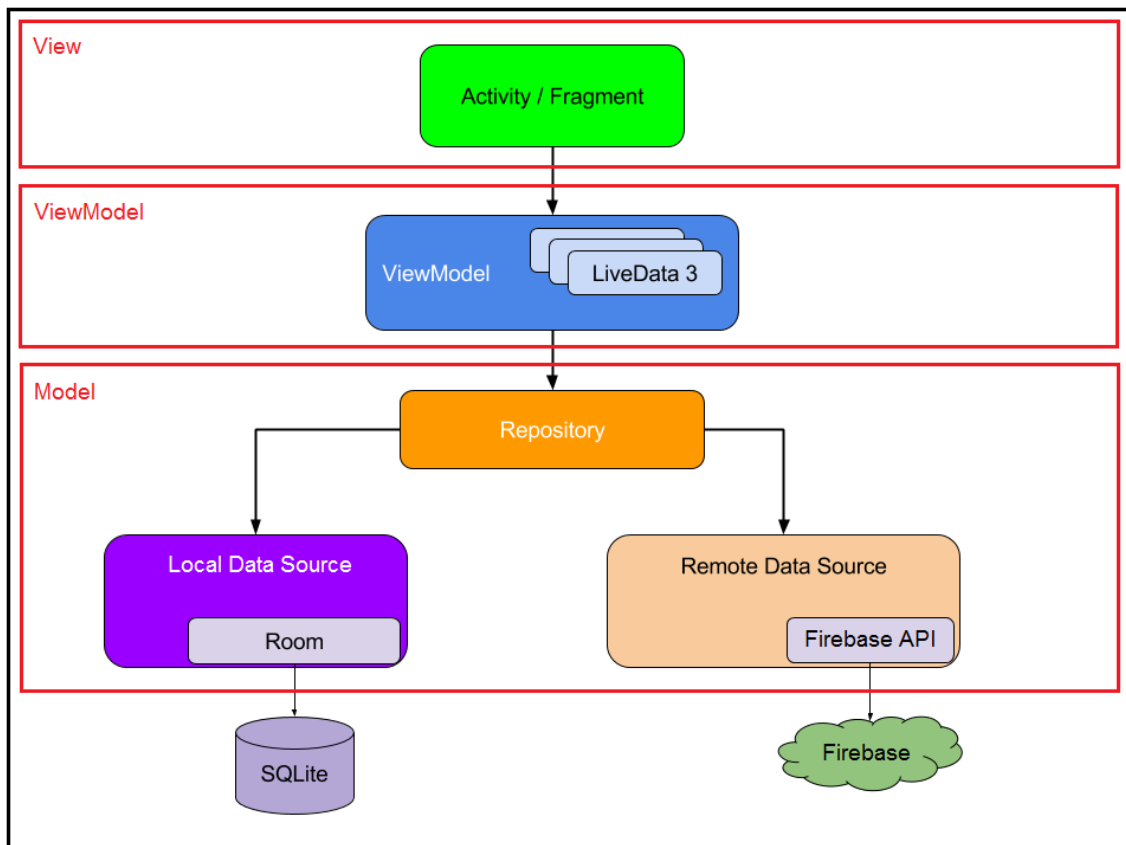 View
Activity / Fragment
ViewModel
ViewModel
LiveData 3
Model
Repository
Local Data Source
Room
Remote Data Source
Firebase API
SQLite
Firebase